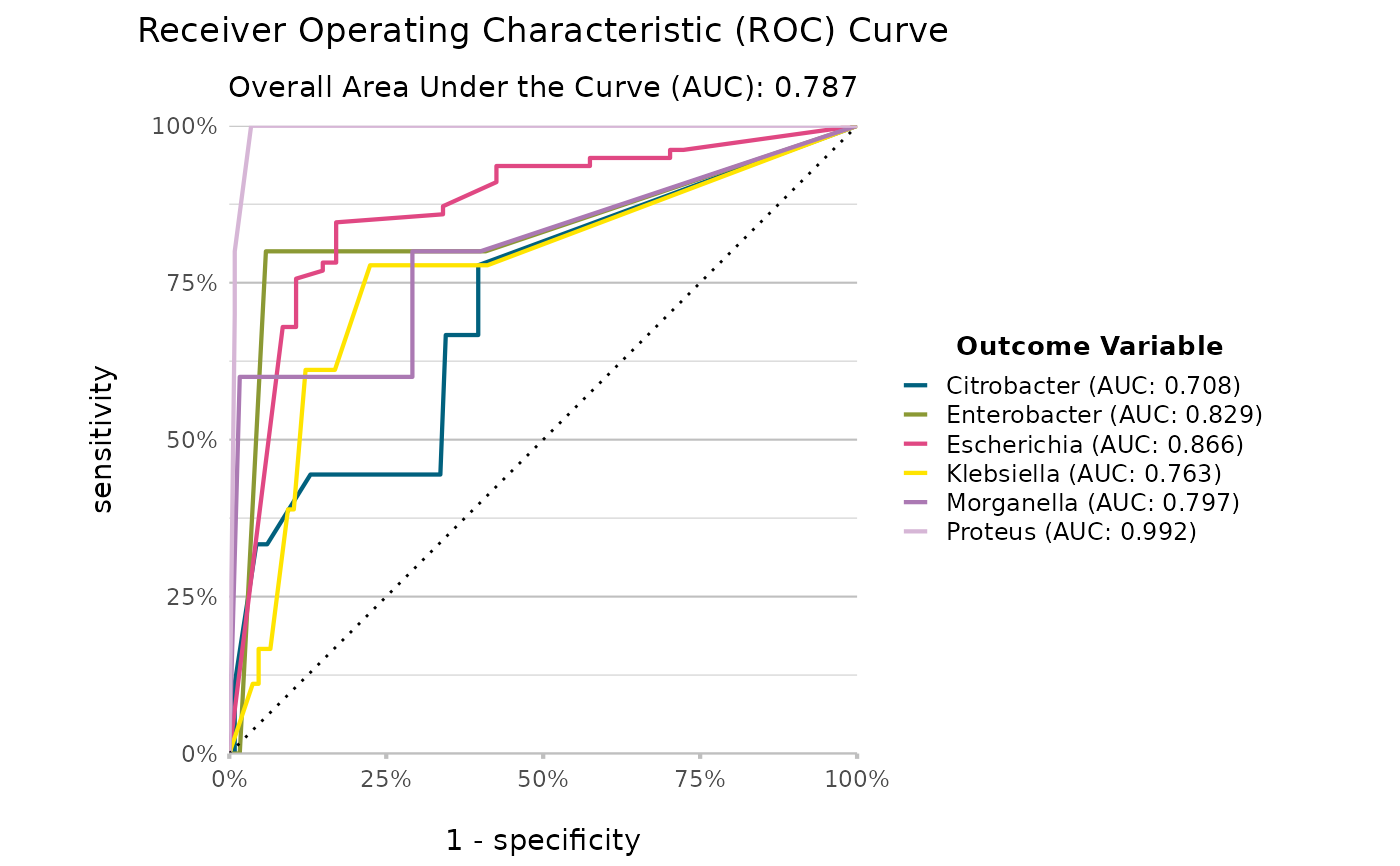 Receiver Operating Characteristic (ROC) Curve
Overall Area Under the Curve (AUC): 0.787
100%
75%
50%
25%
0%
sensitivity
0%
25%
50%
75%
100%
1 - specificity
Outcome Variable
Citrobacter (AUC: 0.708)
Enterobacter (AUC: 0.829)
Escherichia (AUC: 0.866)
Klebsiella (AUC: 0.763)
Morganella (AUC: 0.797)
Proteus (AUC: 0.992)